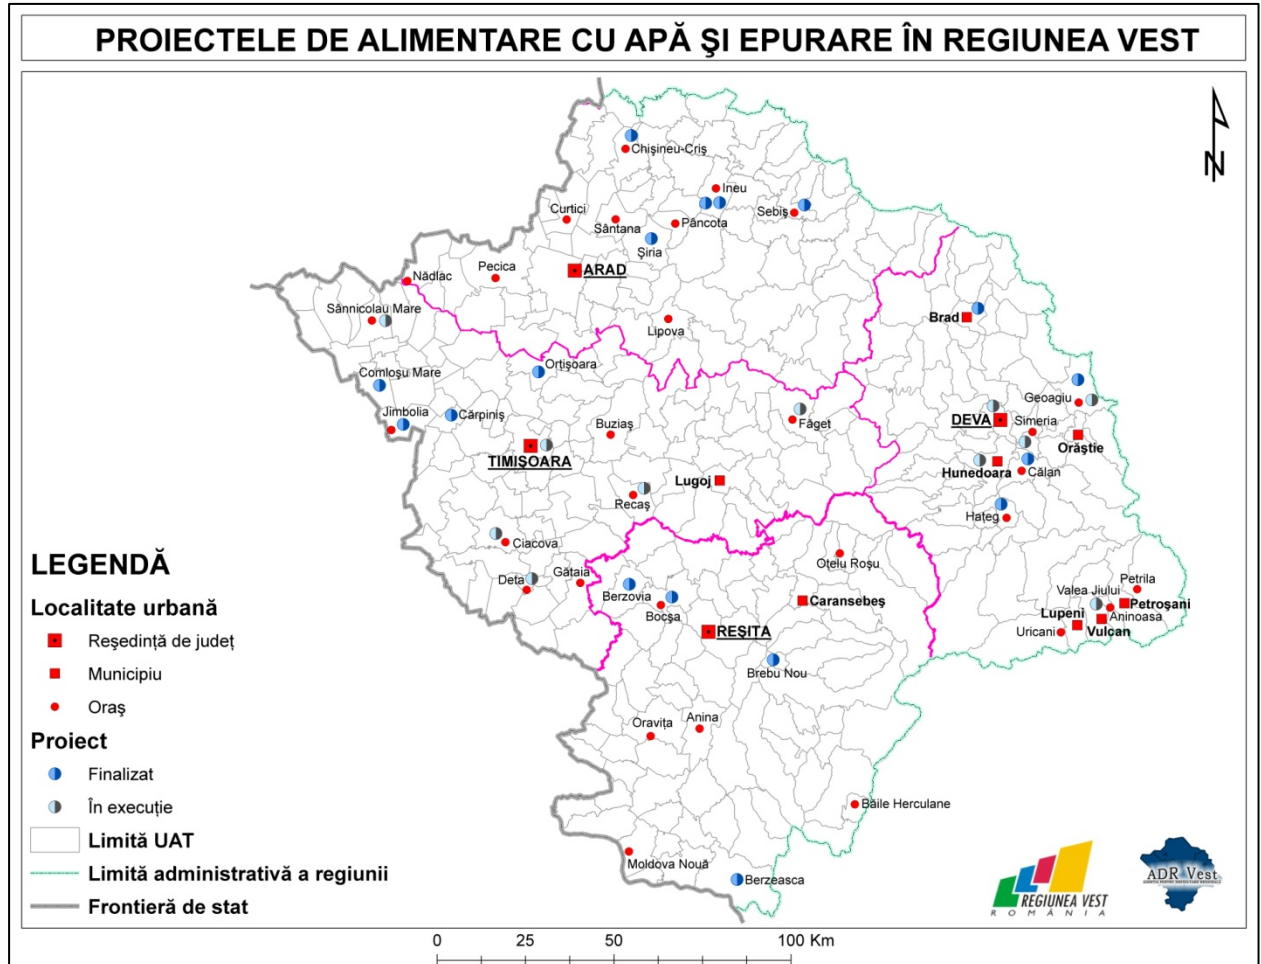 PROIECTELE DE ALIMENTARE CU APĂ ŞI EPURARE ÎN REGIUNEA VEST
N
Chişineu-Criş
Ineu
Curtici
Sântana
Pâncota
Sebiş
Şiria
ARAD
Pecica
Nădlac
Sânnicolau Mare
Lipova
Brad
Comloşu Mare
Orţişoara
Jimbolia
Cărpiniş
Buziaş
Făget
Geoagiu
DEVA
Simeria
Orăştie
TIMIŞOARA
Hunedoara
Călan
Lugoj
Recaş
Haţeg
Ciacova
Deta
Gătaia
Oţelu Roşu
Berzovia
Bocşa
Caransebeş
REŞITA
Brebu Nou
Petrila
Valea Jiului
Petroşani
Lupeni
Aninoasa
Uricani
Vulcan
Oraviţa
Anina
Băile Herculane
Moldova Nouă
Berzeasca
LEGENDĂ
Localitate urbană
Reşedinţă de judeţ
Municipiu
Oraş
Proiect
Finalizat
În execuţie
Limită UAT
Limită administrativă a regiunii
Frontieră de stat
0 25 50 100 Km
REGIUNEA VEST
ROMÂNIA
ADR Vest